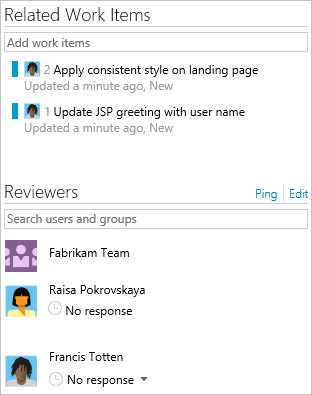 Related Work Items
Add work items
2 Apply consistent style on landing page
Updated a minute ago, New
1 Update JSP greeting with user name
Updated a minute ago, New
Reviewers Ping | Edit
Search users and groups
Fabrikam Team
Raisa Pokrovskaya
No response
Francis Totten
No response